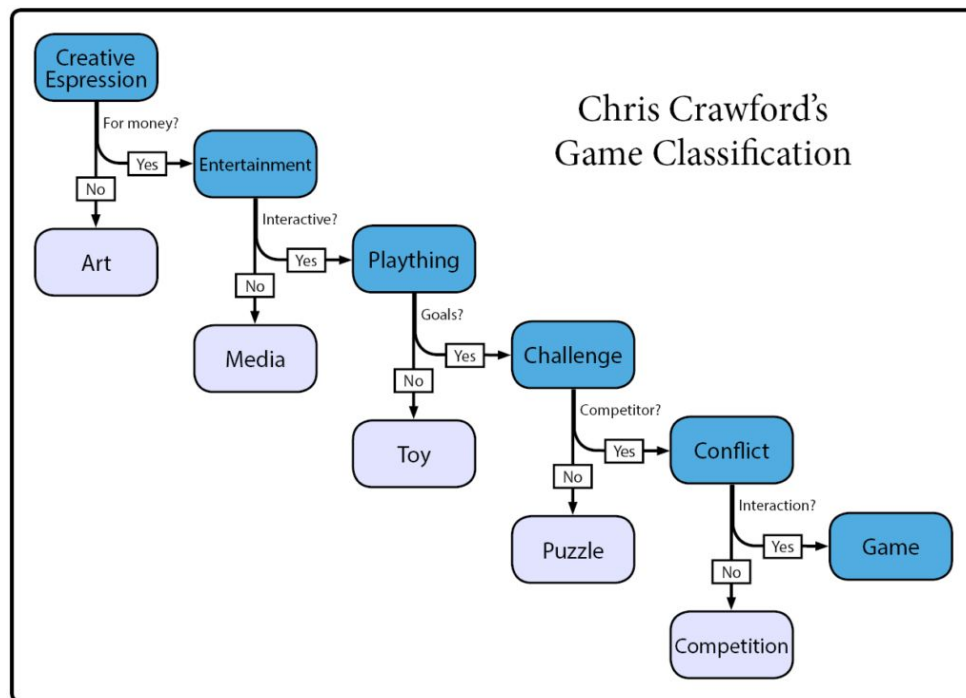 Chris Crawford's
Game Classification
Creative
Espression
For money?
Yes
No
Art
Entertainment
Interactive?
Yes
No
Media
Plaything
Goals?
Yes
No
Toy
Challenge
Competitor?
Yes
No
Puzzle
Conflict
Interaction?
Yes
No
Competition
Game